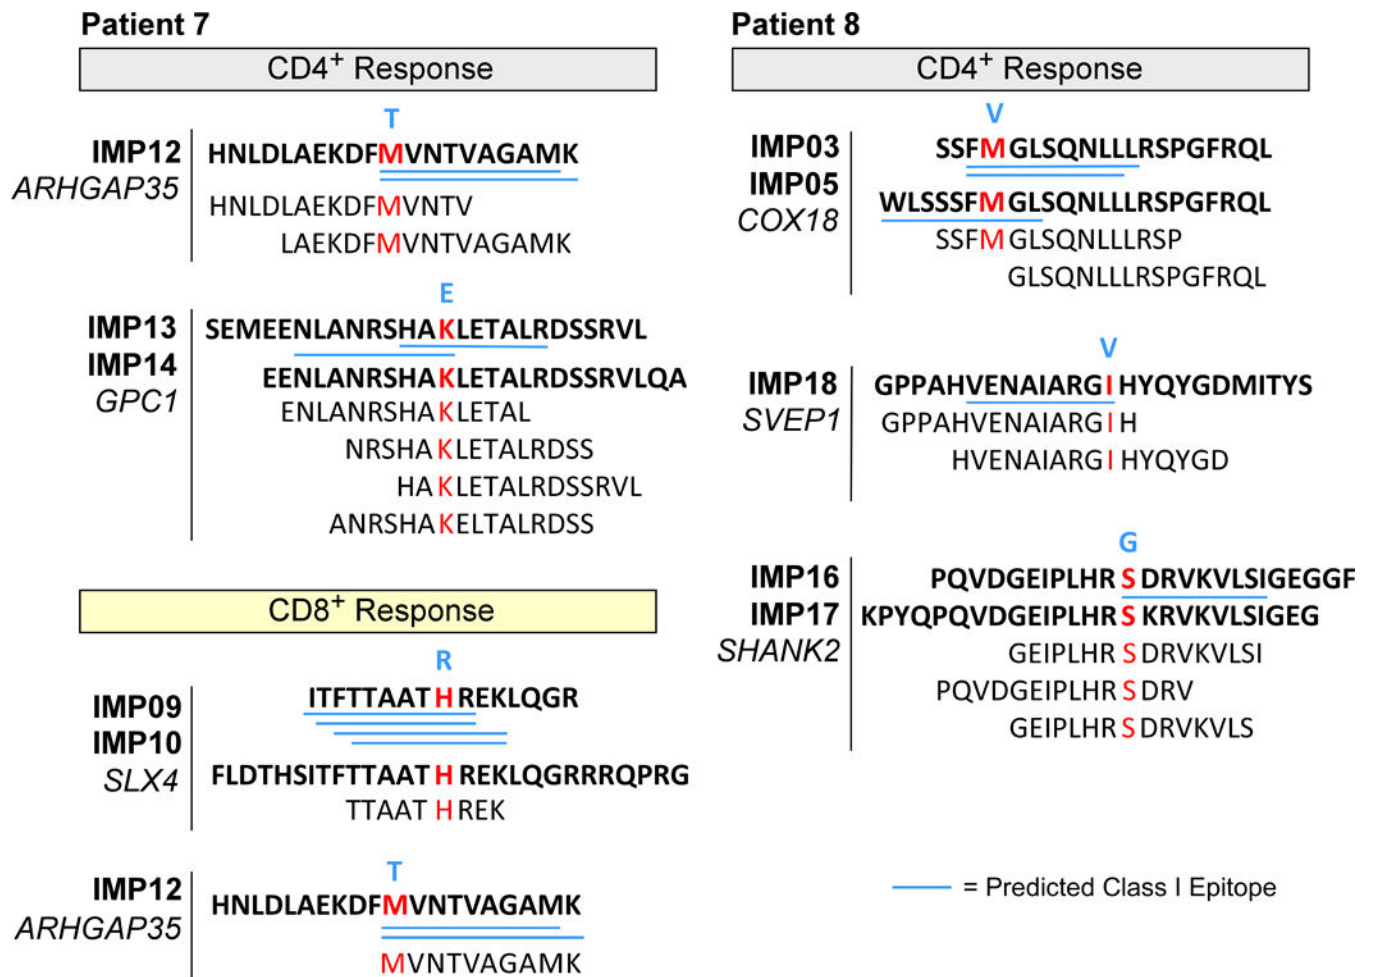 Patient 7
CD4+ Response
T
IMP12 HNLDLAEKDFMVNTVAGAMK
ARHGAP35
HNLDLAEKDFMVNTV
LAEKDFMVNTVAGAMK
E
IMP13 SEMEENLANRSHAKLETALRDSSRVL
IMP14 EENLANRSHAKLETALRDSSRVLQA
GPC1 ENLANRSHAKLETAL
NRSHAKLETALRDSS
HAKLETALRDSSRVL
ANRSHAKELTALRDSS
CD8+ Response
R
IMP09 ITFTTAATHREKLQGR
IMP10
SLX4 FLDTHSITFTTAATHREKLQGRRRQPRG
TTAATHREK
T
IMP12 HNLDLAEKDFMVNTVAGAMK
ARHGAP35
MVNTVAGAMK
Patient 8
CD4+ Response
V
IMP03 SSFMGLSQNLLLRSPGFRQL
IMP05 WLSSSFMGLSQNLLLRSPGFRQL
COX18 SSFMGLSQNLLLRSP
GLSQNLLLRSPGFRQL
V
IMP18 GPPAHVENAIARGIHYQYGDMITYS
SVEP1 GPPAHVENAIARGIH
HVENAIARGIHYQYGD
G
IMP16 PQVDGEIPLHRSDRVKVLSIGEGGF
IMP17 KPYQPQVDGEIPLHRSKRVKVLSIGEG
SHANK2 GEIPLHRSDRVKVLSI
PQVDGEIPLHRSDRV
GEIPLHRSDRVKVLS
= Predicted Class I Epitope